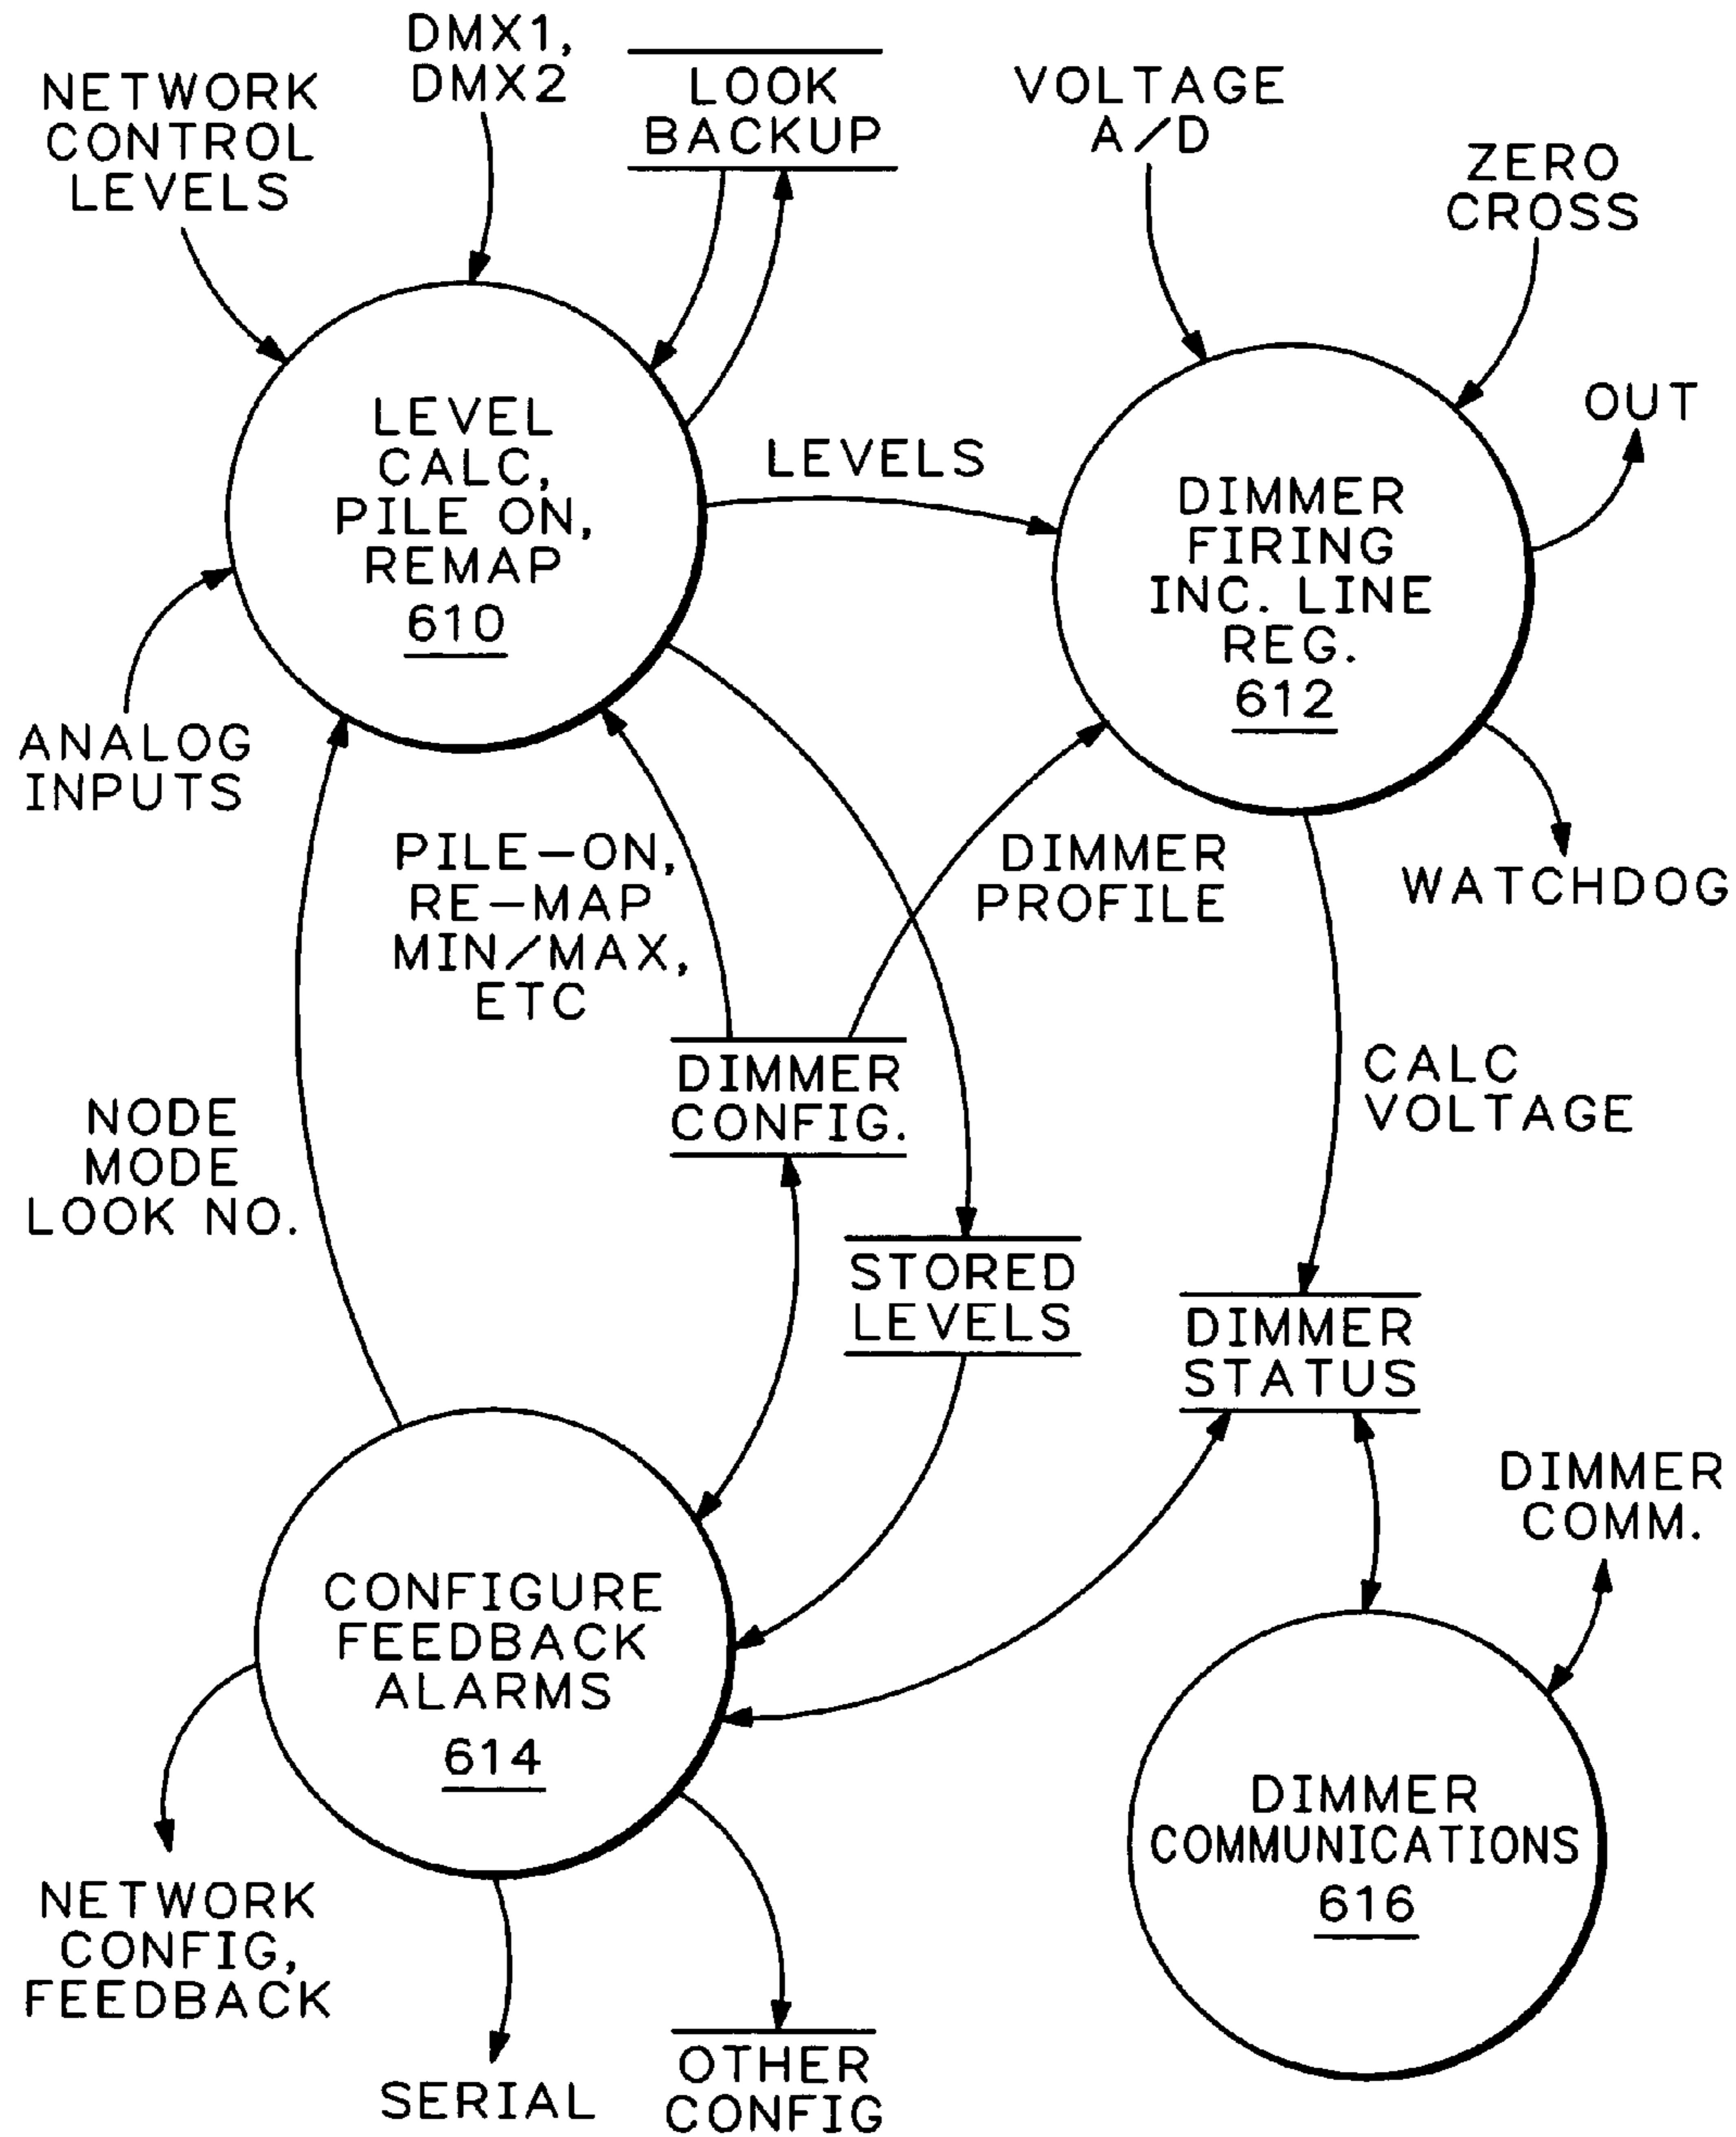 DMX1,
DMX2
NETWORK
CONTROL
LEVELS
LOOK
BACKUP
VOLTAGE
A/D
ZERO
CROSS
OUT
LEVEL
CALC,
PILE ON,
REMAP
610
LEVELS
DIMMER
FIRING
INC. LINE
REG.
612
ANALOG
INPUTS
PILE-ON,
RE-MAP
MIN/MAX,
ETC
DIMMER
PROFILE
WATCHDOG
DIMMER
CONFIG.
CALC
VOLTAGE
NODE
MODE
LOOK NO.
STORED
LEVELS
DIMMER
STATUS
DIMMER
COMM.
CONFIGURE
FEEDBACK
ALARMS
614
DIMMER
COMMUNICATIONS
616
NETWORK
CONFIG,
FEEDBACK
SERIAL
OTHER
CONFIG